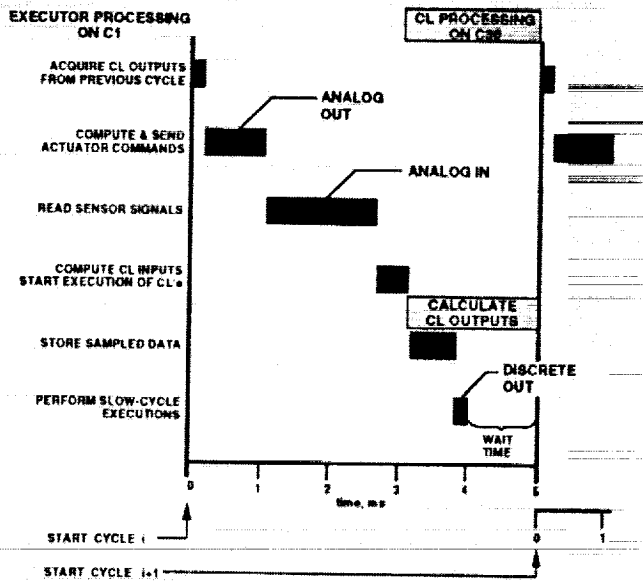 EXECUTOR PROCESSING
ON C1
CL PROCESSING
ON C30
ACQUIRE CL OUTPUTS
FROM PREVIOUS CYCLE
ANALOG
OUT
COMPUTE & SEND
ACTUATOR COMMANDS
ANALOG IN
READ SENSOR SIGNALS
COMPUTE CL INPUTS
START EXECUTION OF CL's
CALCULATE
CL OUTPUTS
STORE SAMPLED DATA
DISCRETE
OUT
PERFORM SLOW-CYCLE
EXECUTIONS
WAIT
TIME
0 1 2 3 4 5
time, ms
START CYCLE i
0 1
START CYCLE i+1